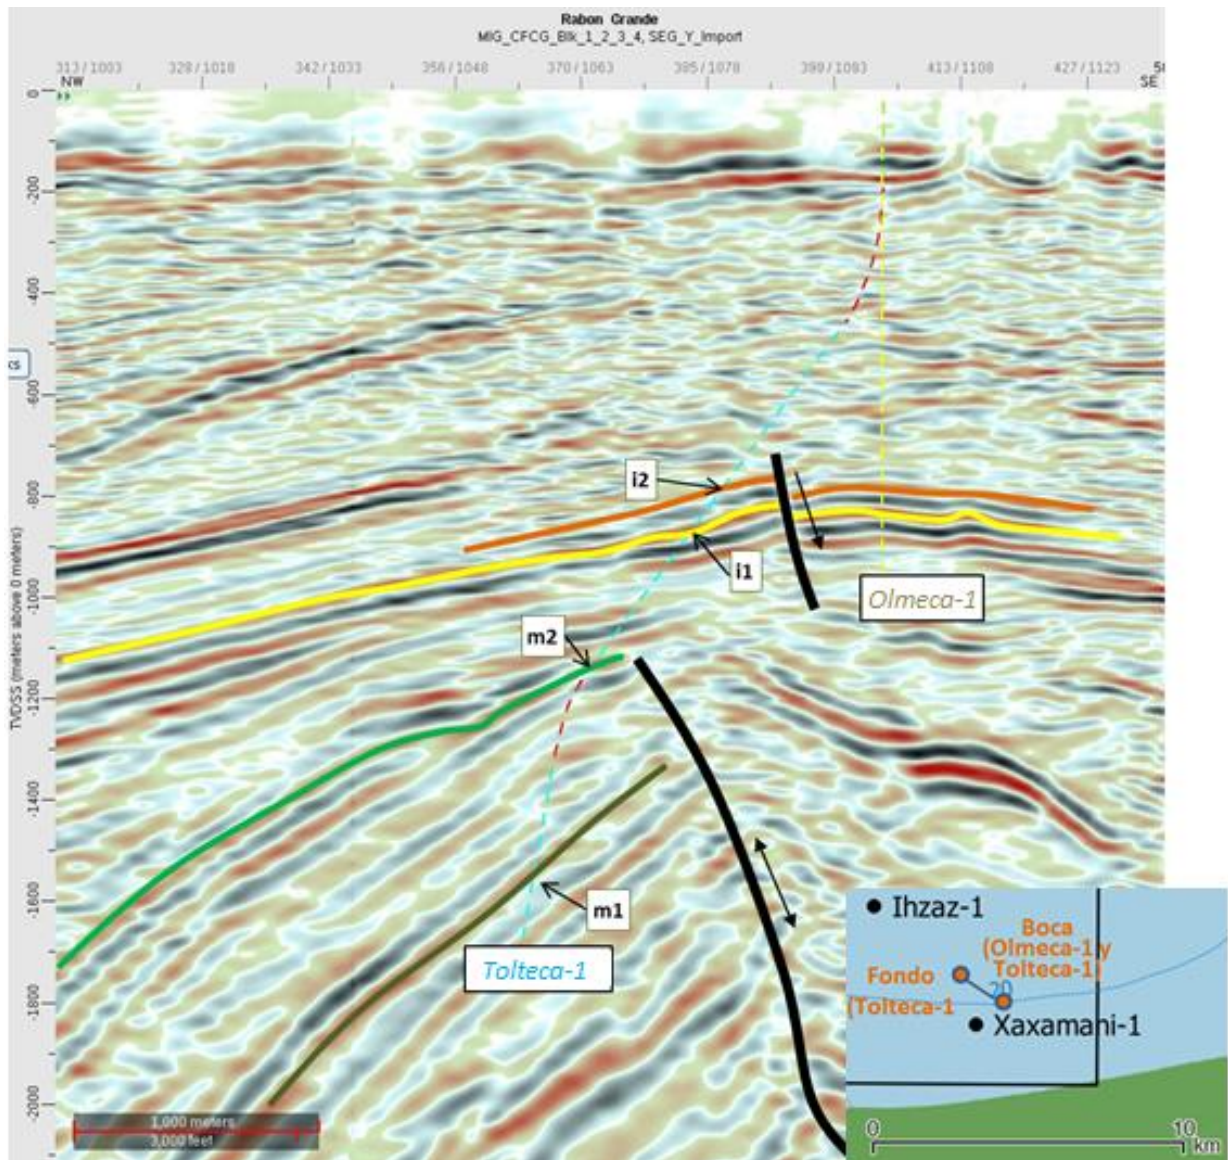 Rabon Grande
MIG_CFCG_Blk_1_2_3_4, SEG_Y_Import
313/1003 328/1018 342/1033 356/1048 370/1063 385/1078 399/1093 413/1108 427/1123
NW SE
0
-200
-400
GS
-600
-800
-1000
-1200
-1400
-1600
-1800
-2000
TVDSS (meters above 0 meters)
i2
i1
Olmeca-1
m2
m1
Tolteca-1
1,000 meters
3,000 feet
Ihzaz-1
Boca
(Olmeca-1 y
Tolteca-1)
Fondo
(Tolteca-1
20
Xaxamani-1
0 10
km